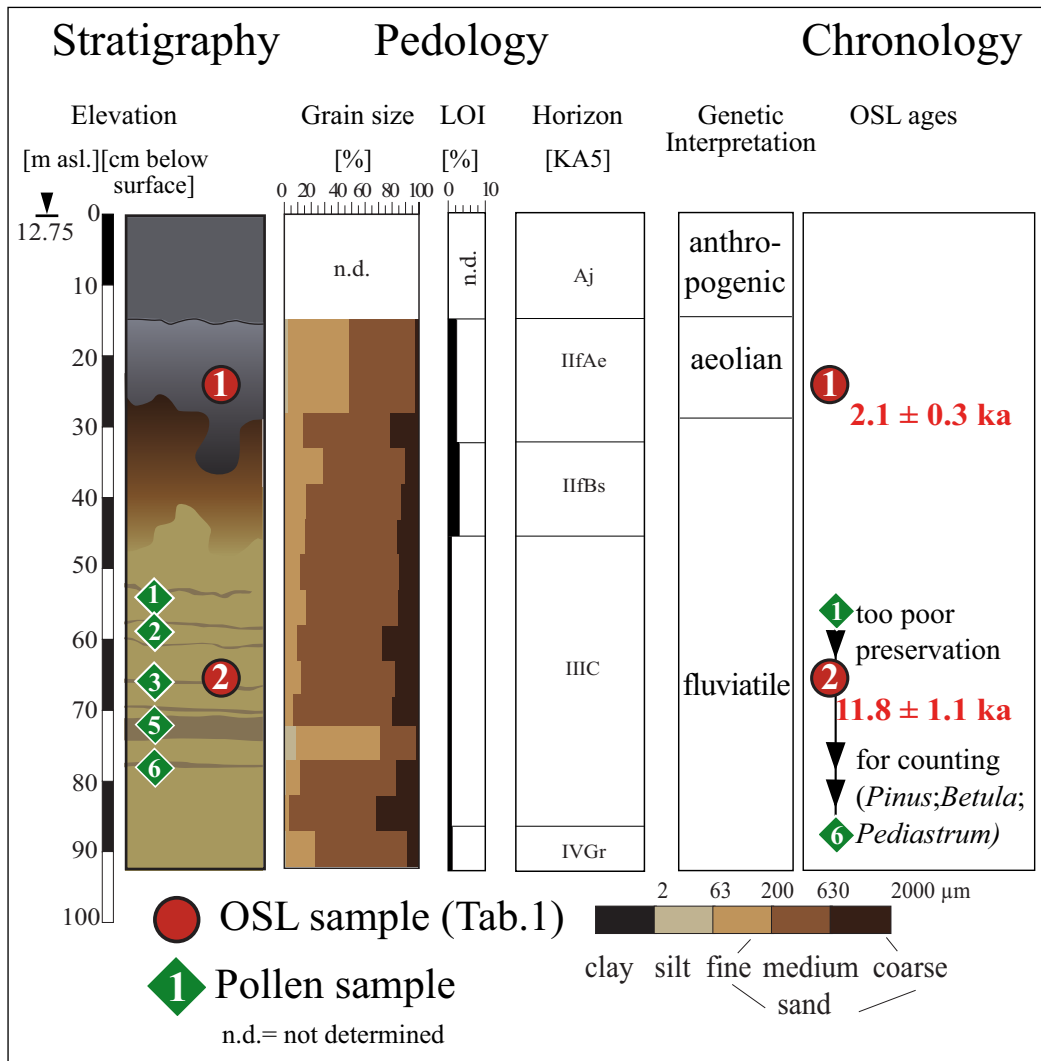 Stratigraphy Pedology Chronology
Elevation Grain size LOI Horizon Genetic Interpretation OSL ages
[m asl.][cm below surface] [%] [%] [KA5]
0 20 40 60 80 100 0 10
12.75
0
10
20
30
40
50
60
70
80
90
100
1
2
1
2
3
5
6
n.d.
n.d.
Aj
IIfAe
IIfBs
IIIC
IVGr
anthro-
pogenic
aeolian
fluviatile
1
2.1 ± 0.3 ka
1 too poor
preservation
2
11.8 ± 1.1 ka
for counting
(Pinus;Betula;
6 Pediastrum)
OSL sample (Tab.1)
1 Pollen sample
n.d.= not determined
2 63 200 630 2000 µm
clay silt fine medium coarse
sand